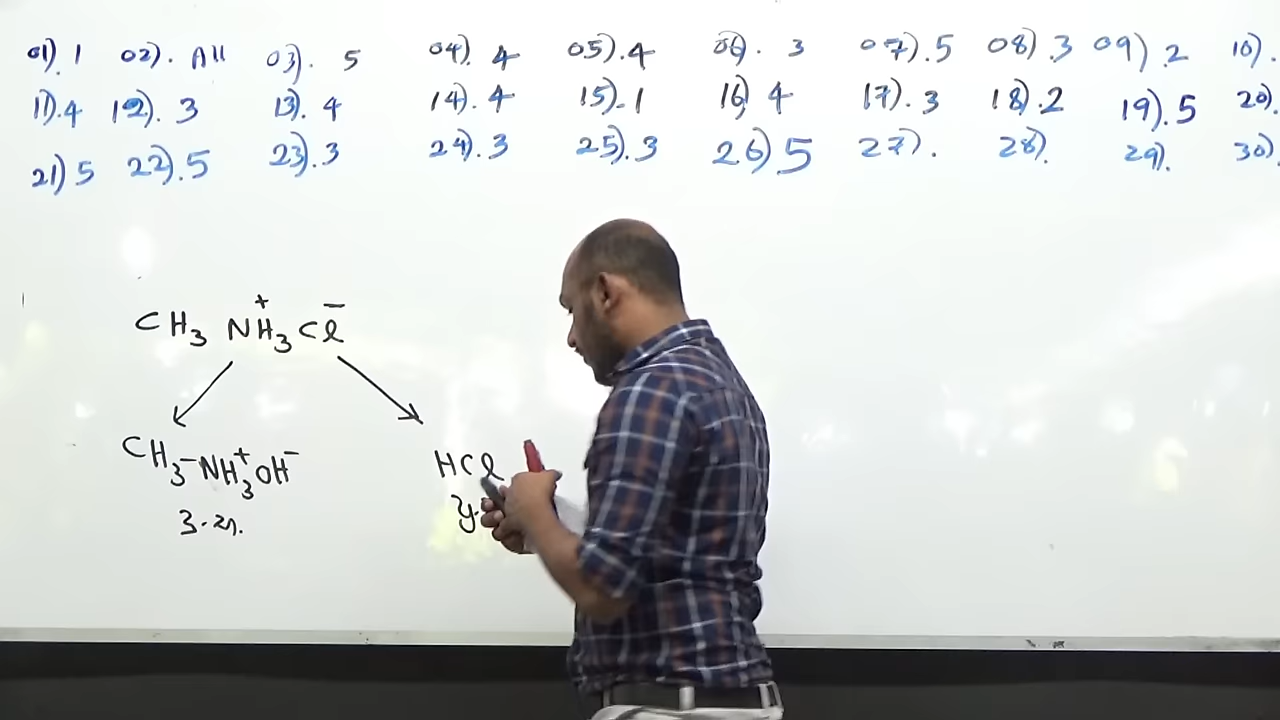 01). 1 02). All 03). 5 04). 4 05). 4 06). 3 07). 5 08). 3 09) 2 10).
11). 4 12). 3 13). 4 14). 4 15). 1 16) 4 17). 3 18). 2 19). 5 20).
21) 5 22). 5 23). 3 24). 3 25). 3 26) 5 27). 28). 29). 30).
CH3 NH3+ Cl-
CH3-NH3+OH- HCl